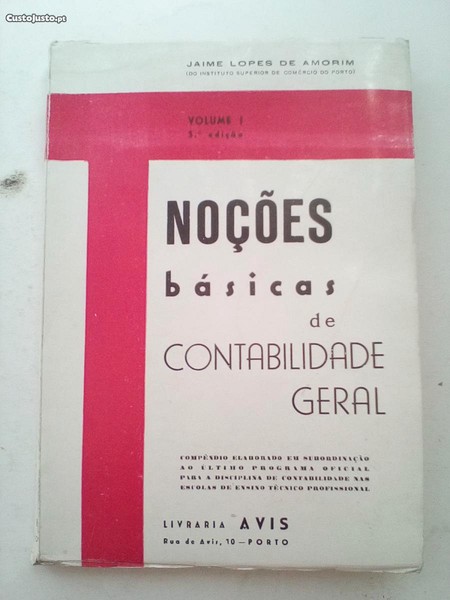 CustoJusto.pt
JAIME LOPES DE AMORIM
(DO INSTITUTO SUPERIOR DE COMÉRCIO DO PORTO)
VOLUME I
3.ª edição
NOÇÕES
básicas
de
CONTABILIDADE
GERAL
COMPÊNDIO ELABORADO EM SUBORDINAÇÃO
AO ÚLTIMO PROGRAMA OFICIAL
PARA A DISCIPLINA DE CONTABILIDADE NAS
ESCOLAS DE ENSINO TÉCNICO PROFISSIONAL
LIVRARIA AVIS
Rua de Avis, 10 — PORTO